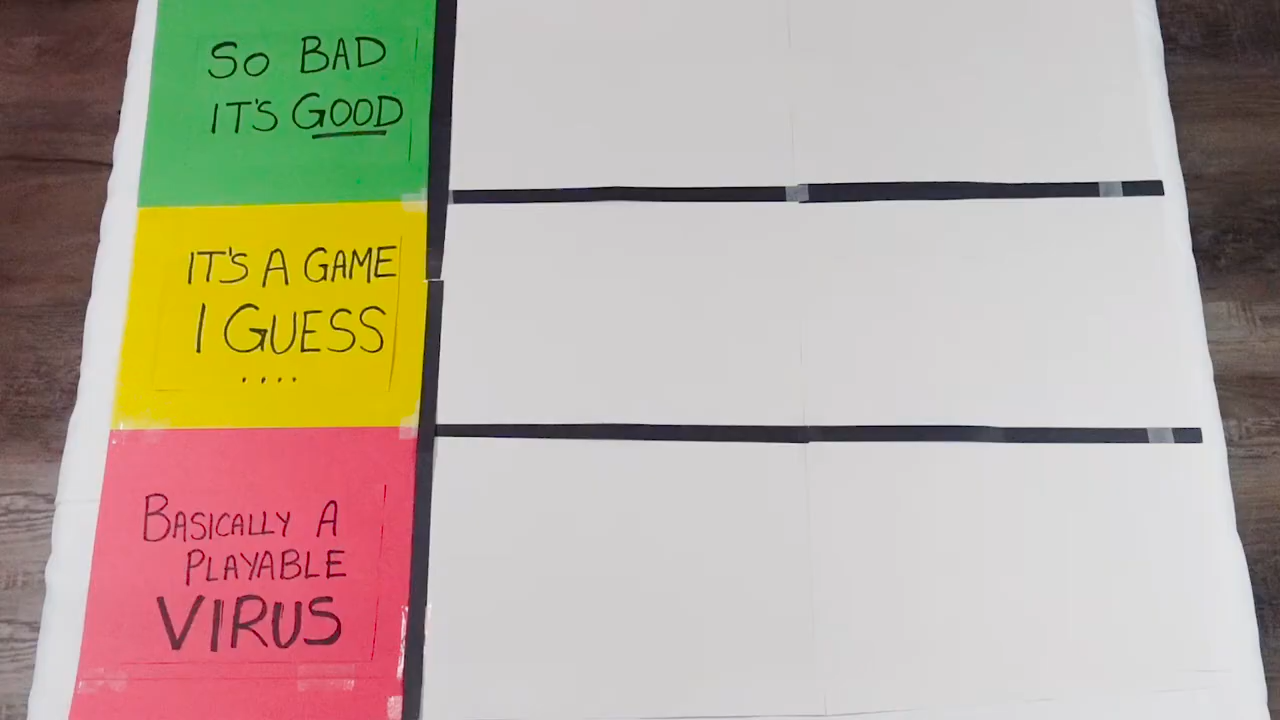 SO BAD
IT'S GOOD
IT'S A GAME
I GUESS
....
BASICALLY A
PLAYABLE
VIRUS